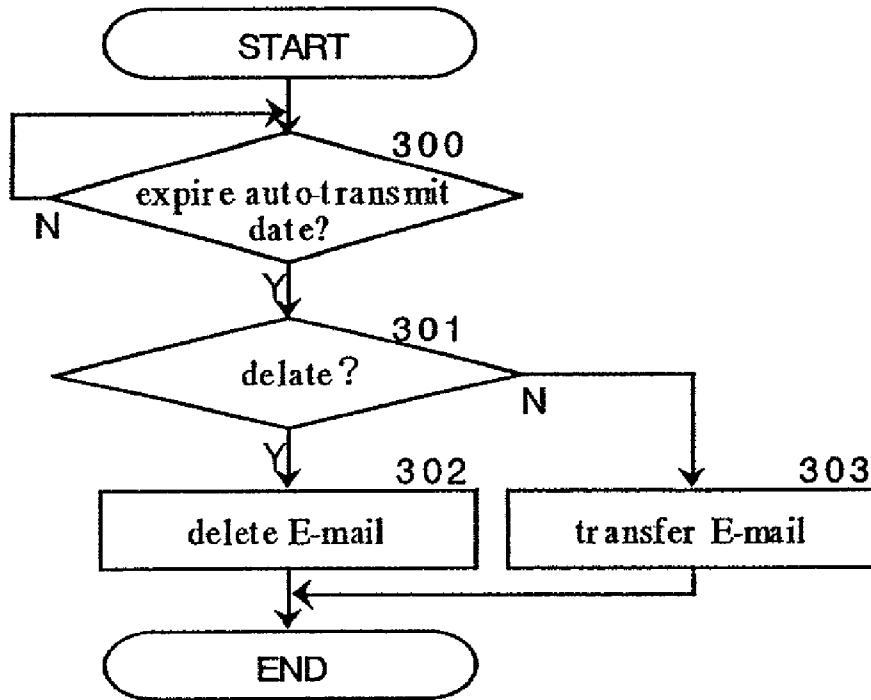 START
300
expire auto-transmit
date?
N
Y
301
delate?
N
Y
302
303
delete E-mail
transfer E-mail
END